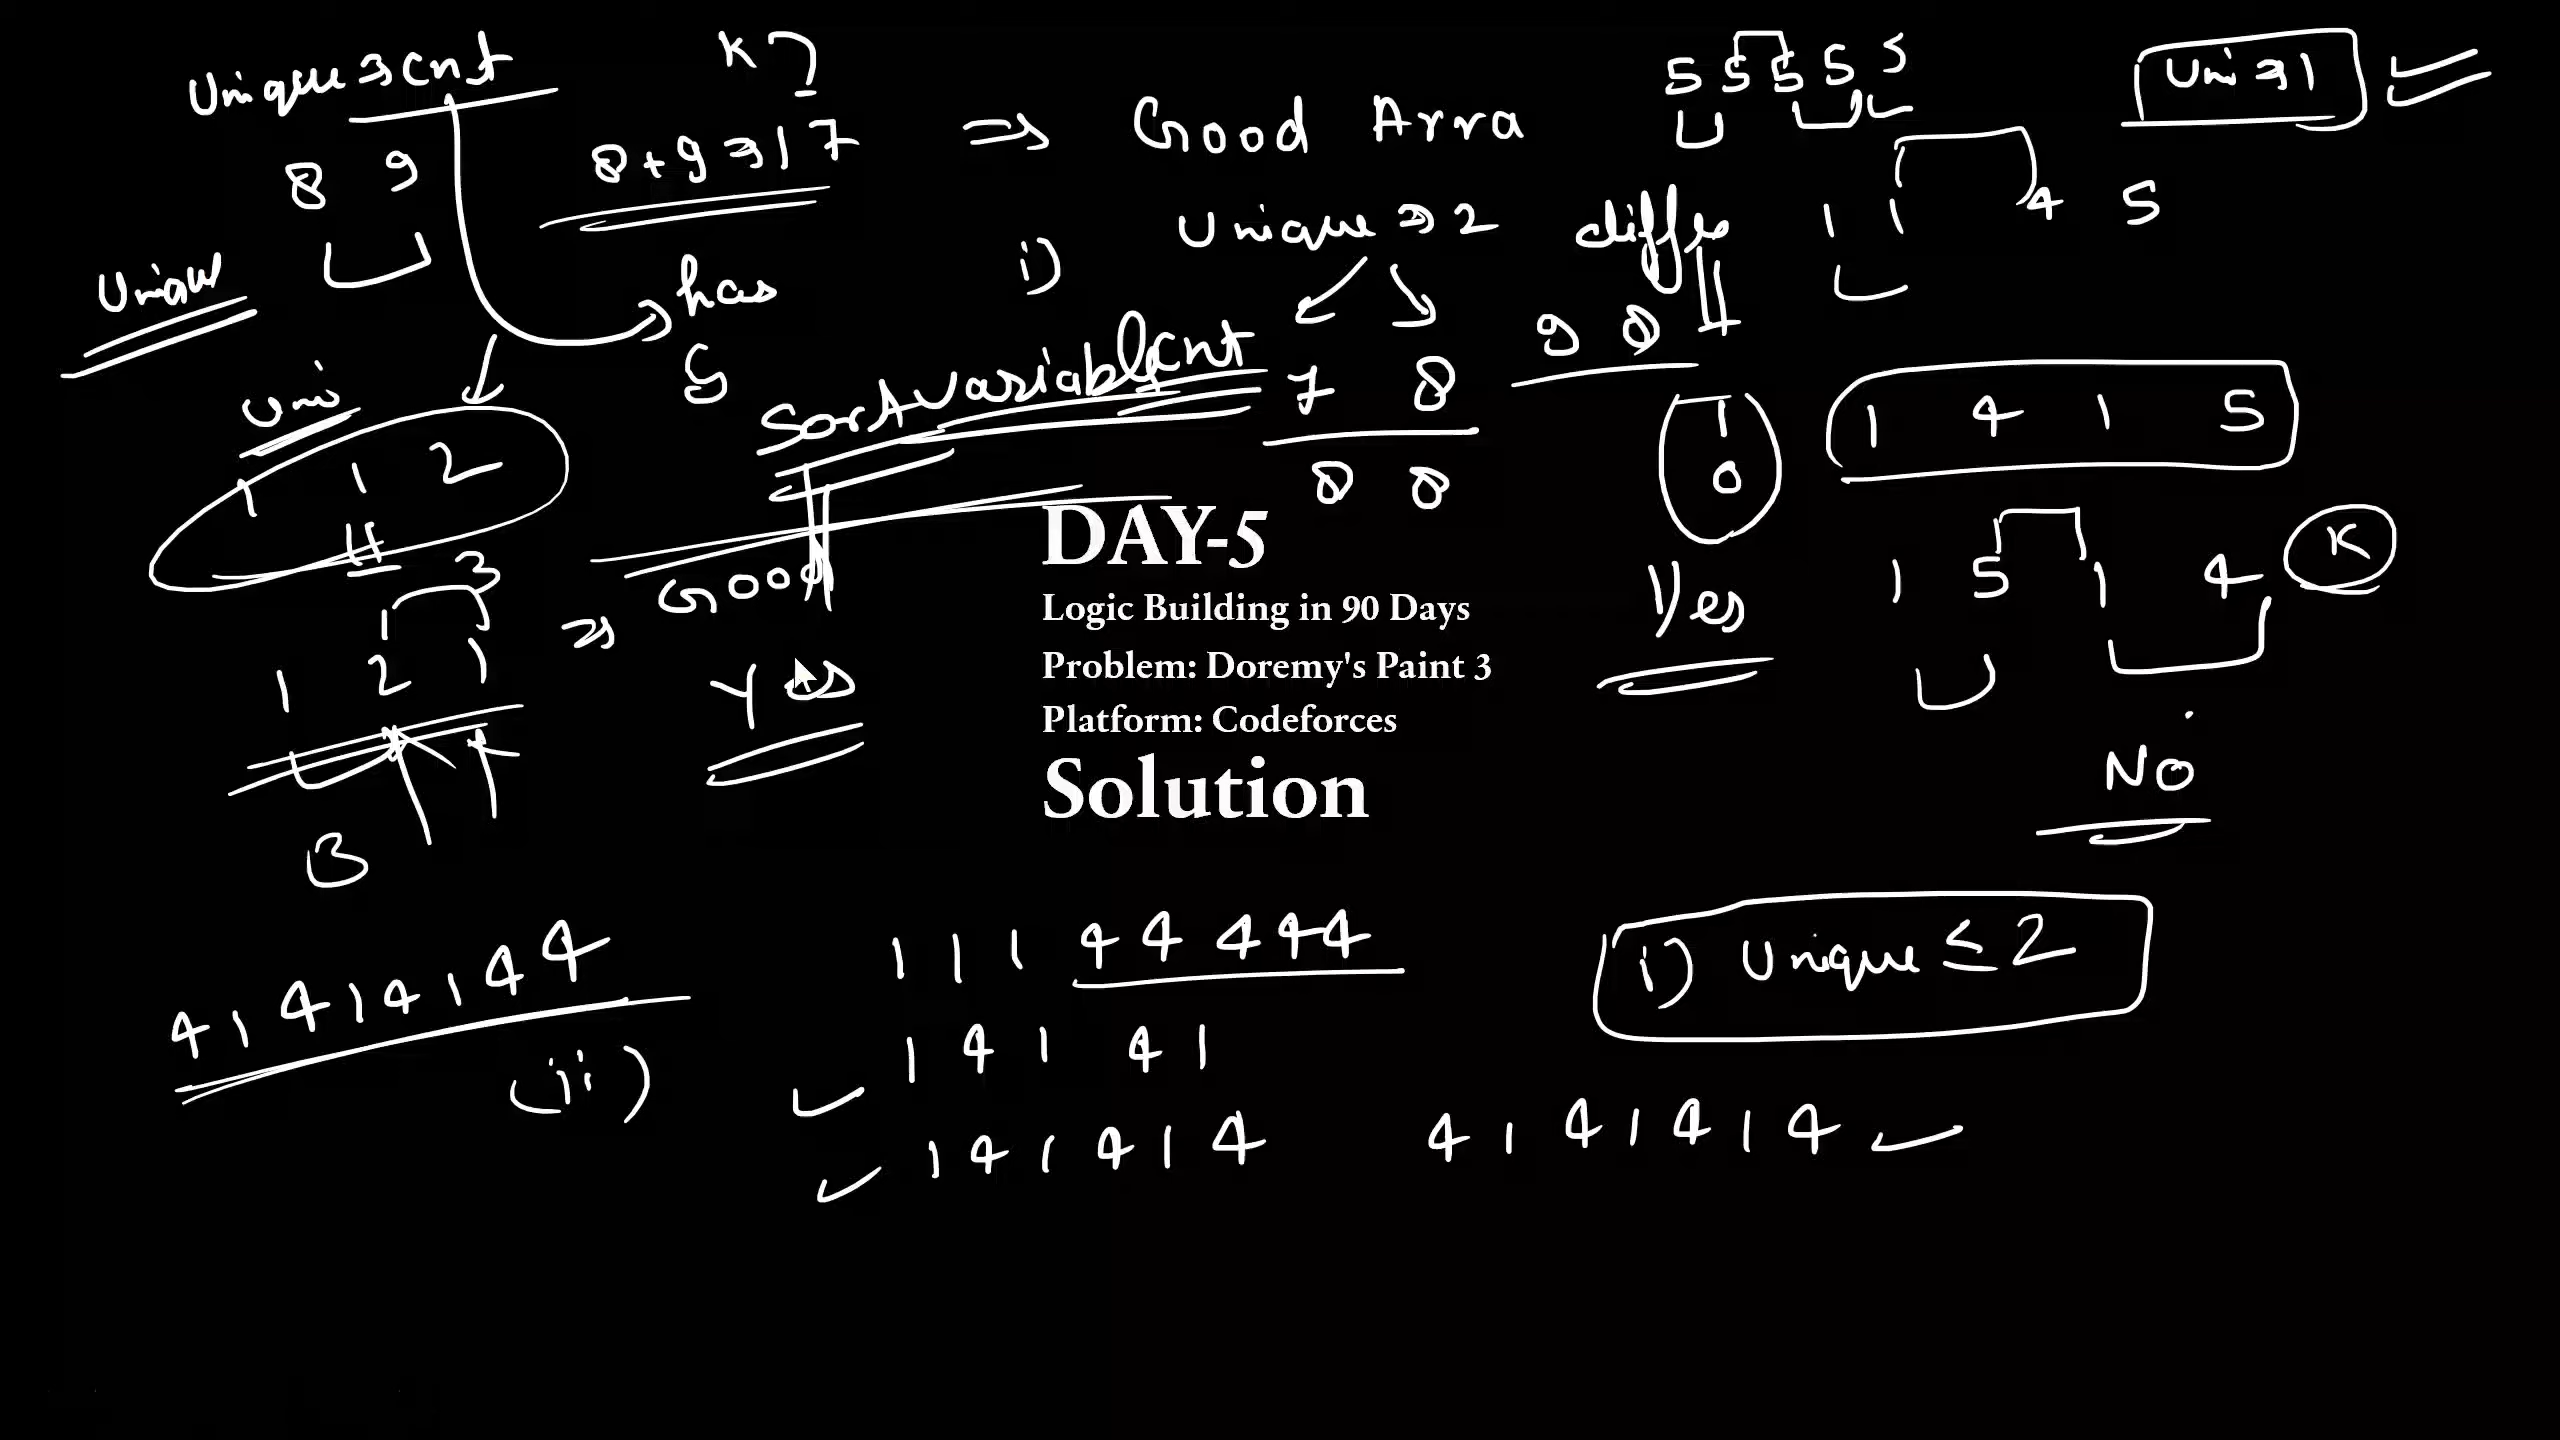 Unique ⇒ cnt
K ?
8 9
8 + 9 ⇒ 17
⇒ Good Arra
5 5 5 5 5
Uni ⇒ 1
Unique
has
i) Unique ⇒ 2
1 1 4 5
9 8
7 8
8 8
1
0
Yes
1 4 1 5
1 5 1 4
K
No
Uni
1 1 2
3
1 2 1
⇒ Good
Yes
3
DAY-5
Logic Building in 90 Days
Problem: Doremy's Paint 3
Platform: Codeforces
Solution
4 1 4 1 4 1 4 4
(ii)
1 1 1 4 4 4 4 4
1 4 1 4 1
1 4 1 4 1 4
4 1 4 1 4 1 4
i) Unique ≤ 2